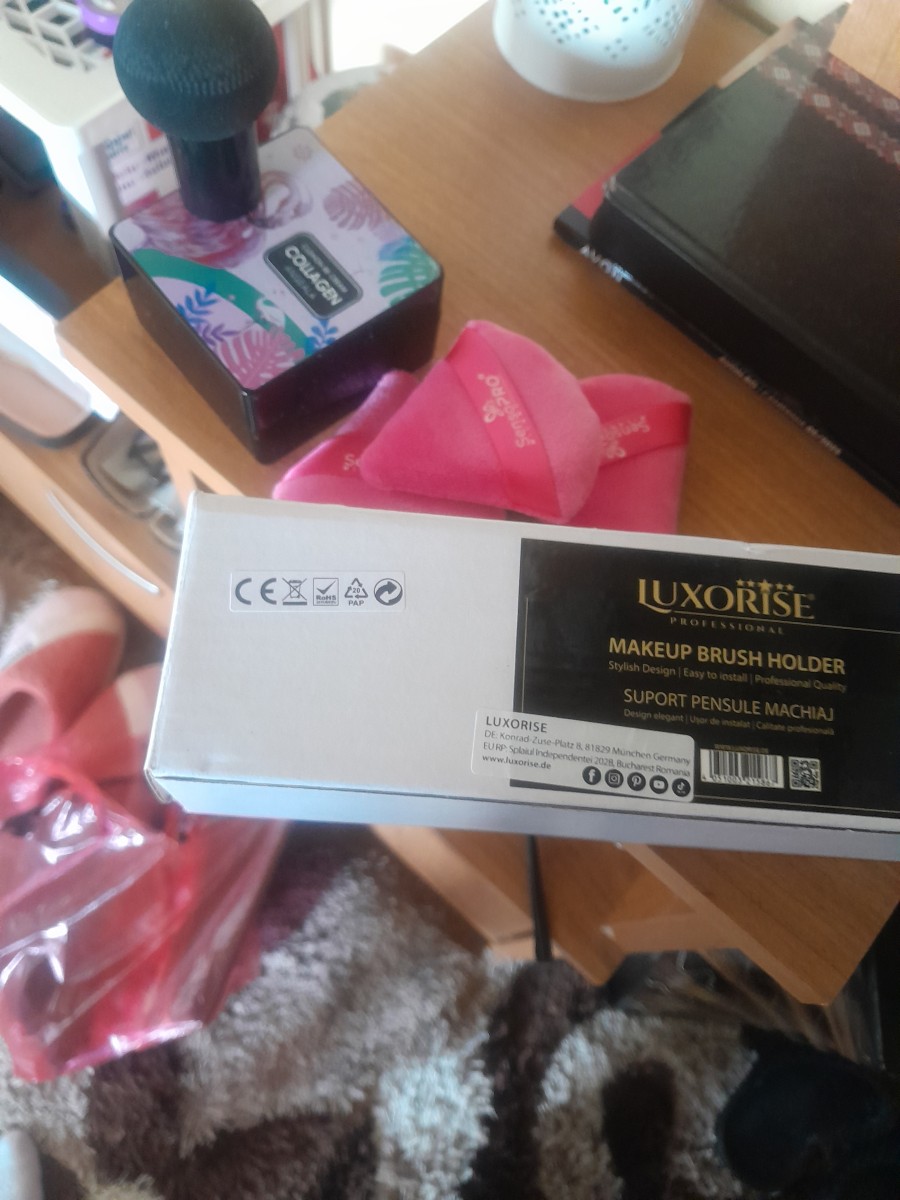 COLLAGEN
SensoPRO®
SensoPRO
CE
RoHS
20
PAP
LUXORISE®
PROFESSIONAL
MAKEUP BRUSH HOLDER
Stylish Design | Easy to install | Professional Quality
SUPORT PENSULE MACHIAJ
Design elegant | Ușor de instalat | Calitate profesională
LUXORISE
DE: Konrad-Zuse-Platz 8, 81829 München Germany
EU RP: Splaiul Independentei 202B, Bucharest Romania
www.luxorise.de